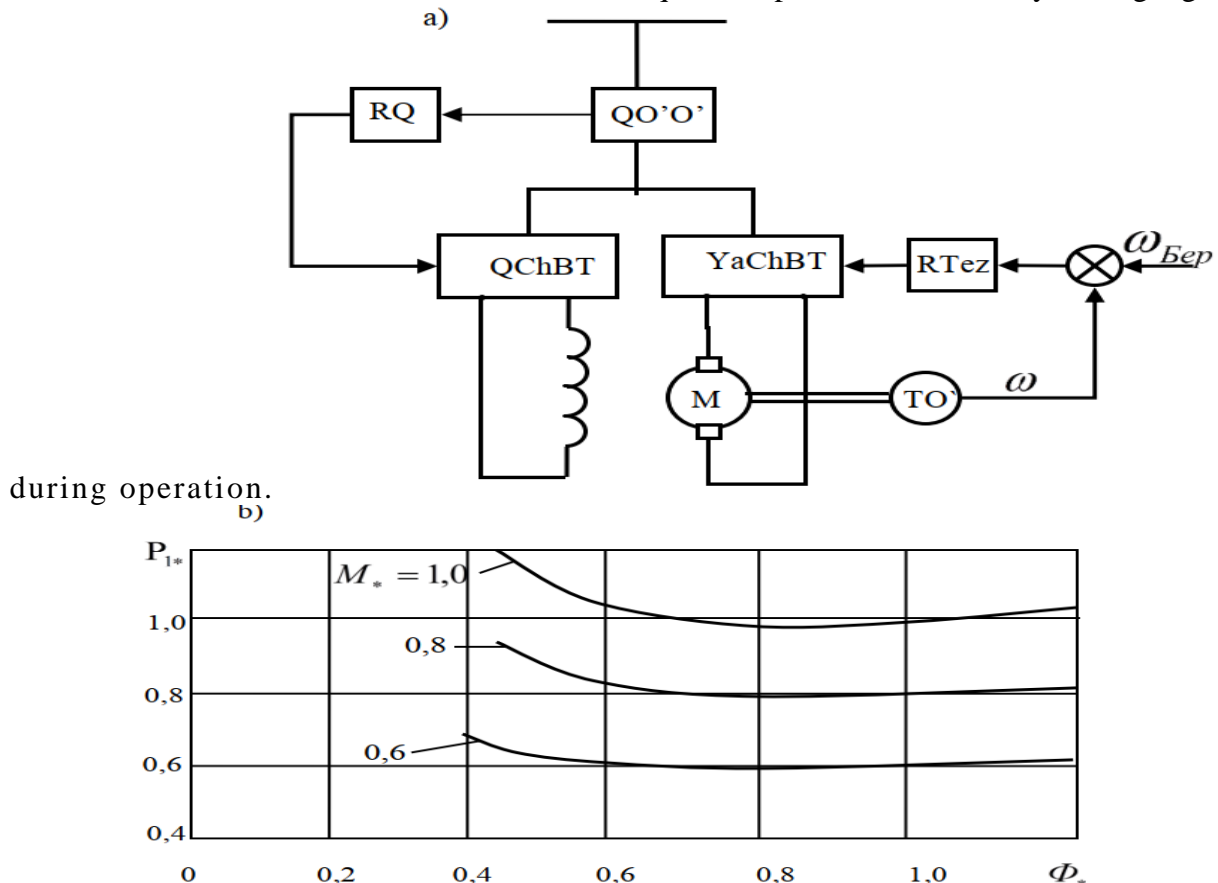 a)
RQ
QO’O’
QChBT
YaChBT
RTez
ω_Бер
M
TO`
ω
during operation.
b)
P₁*
M* = 1,0
1,0
0,8
0,8
0,6
0,6
0,4
0 0,2 0,4 0,6 0,8 1,0 Ф*